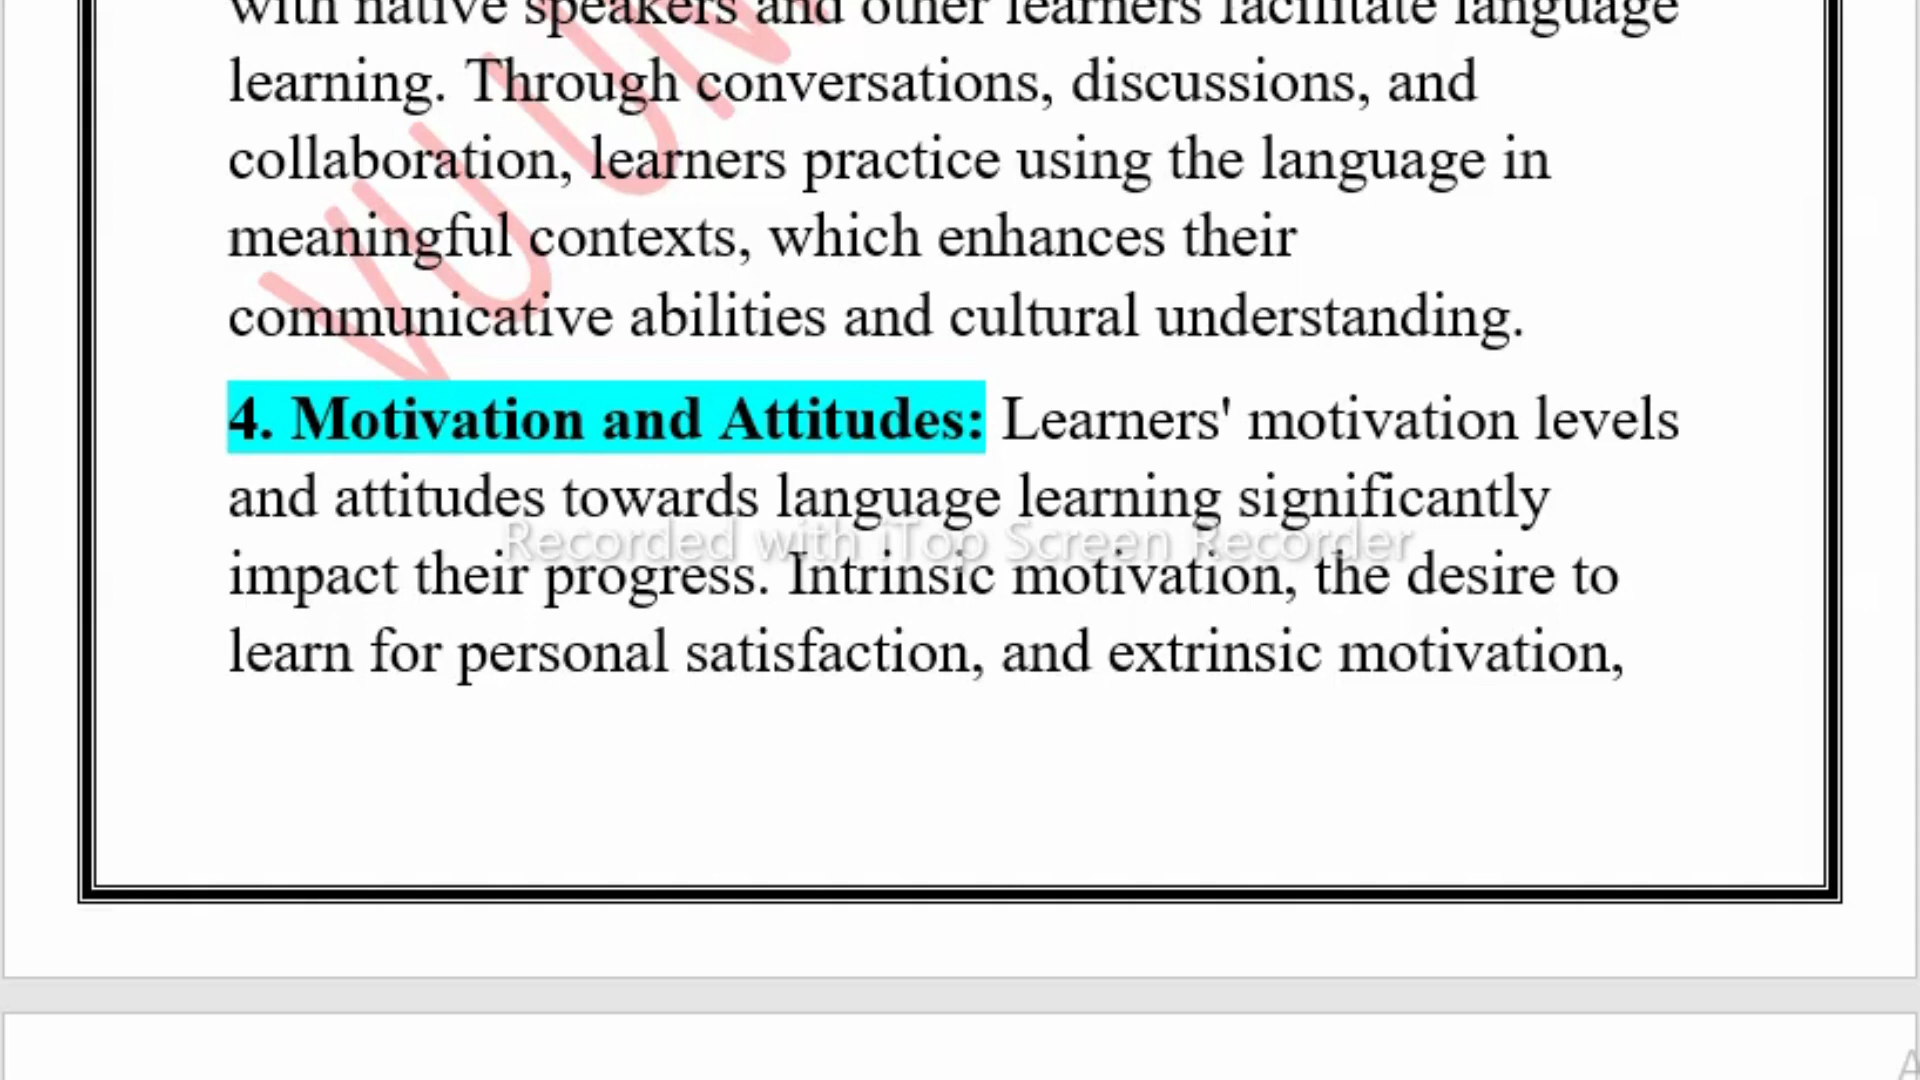 with native speakers and other learners facilitate language
learning. Through conversations, discussions, and
collaboration, learners practice using the language in
meaningful contexts, which enhances their
communicative abilities and cultural understanding.
4. Motivation and Attitudes: Learners' motivation levels
and attitudes towards language learning significantly
Recorded with iTop Screen Recorder
impact their progress. Intrinsic motivation, the desire to
learn for personal satisfaction, and extrinsic motivation,
VU